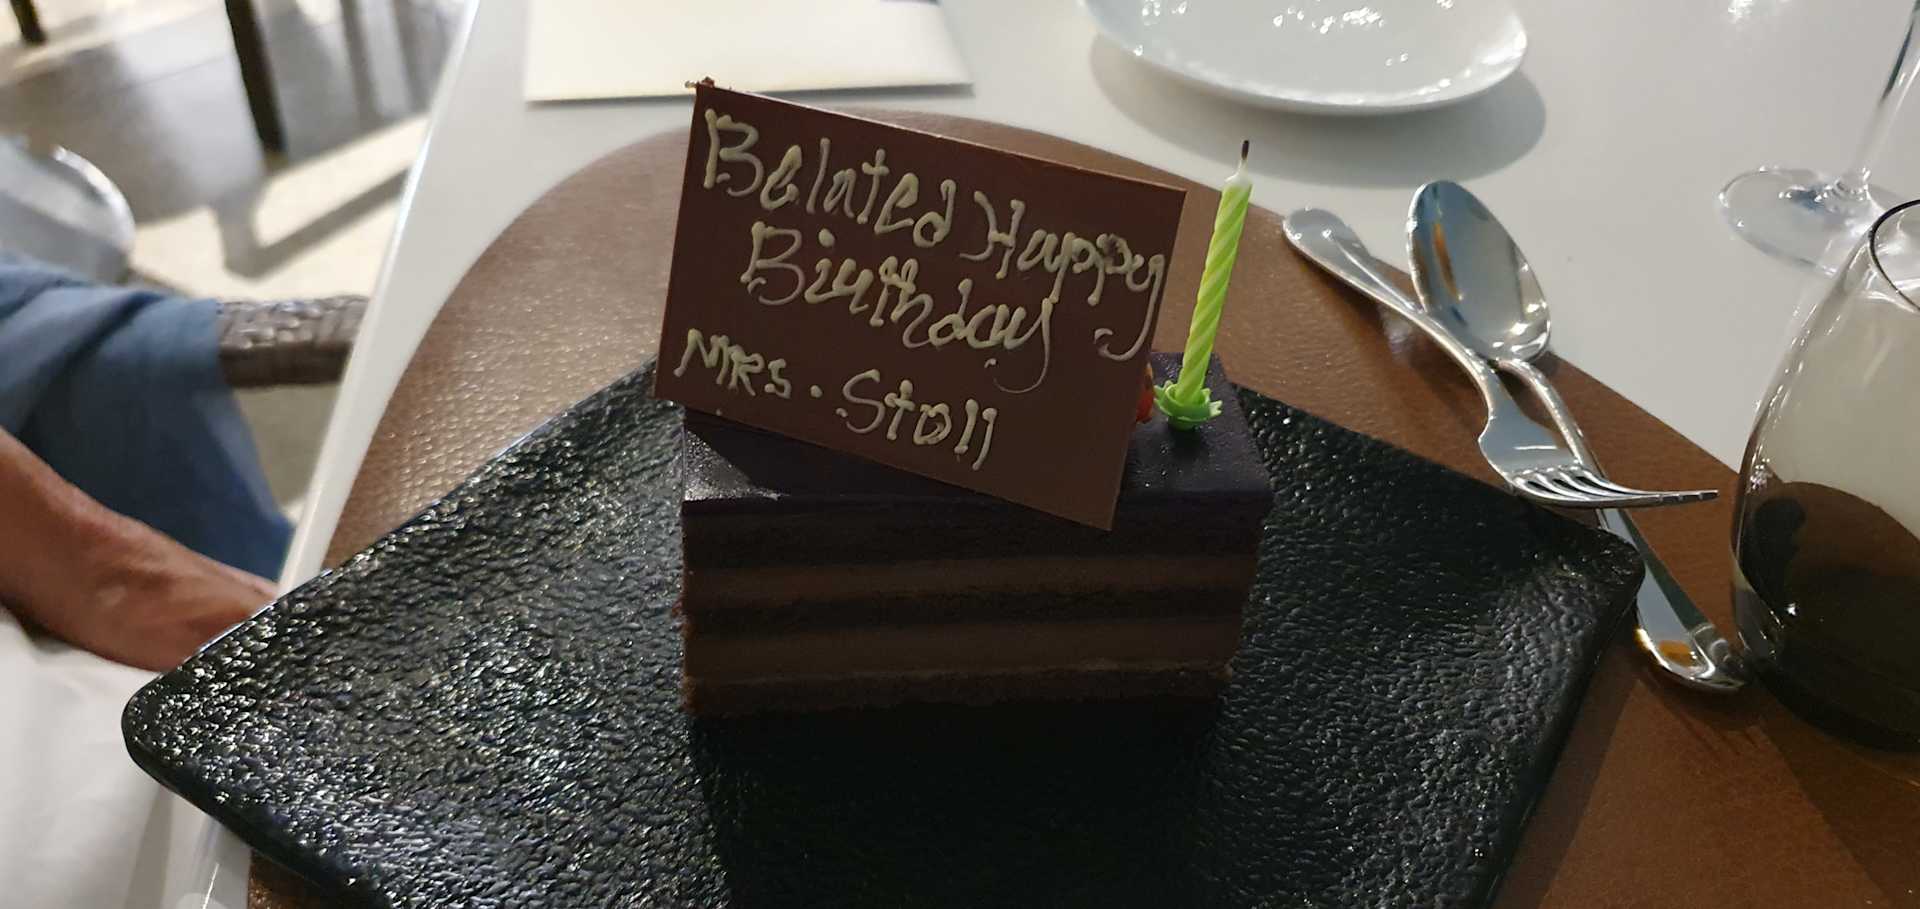 Belated Happy
Birthday
MRS. Stoll